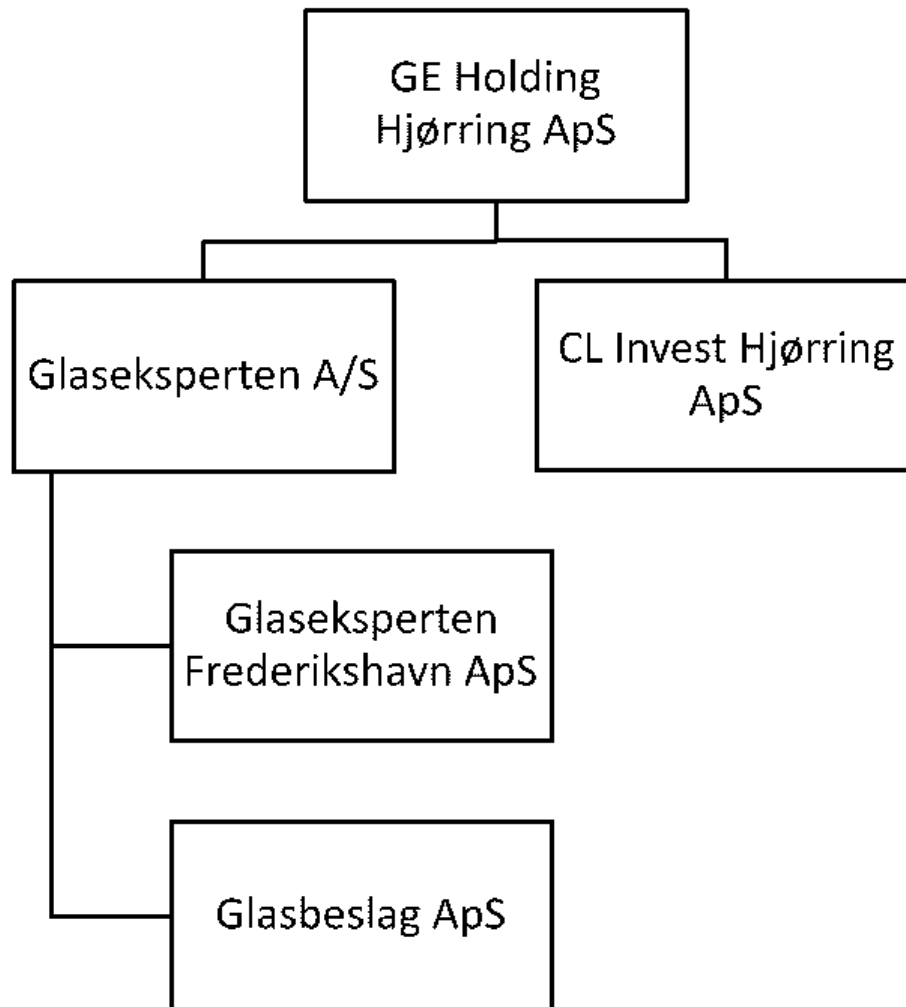 GE Holding
Hjørring ApS
Glaseksperten A/S
CL Invest Hjørring
ApS
Glaseksperten
Frederikshavn ApS
Glasbeslag ApS